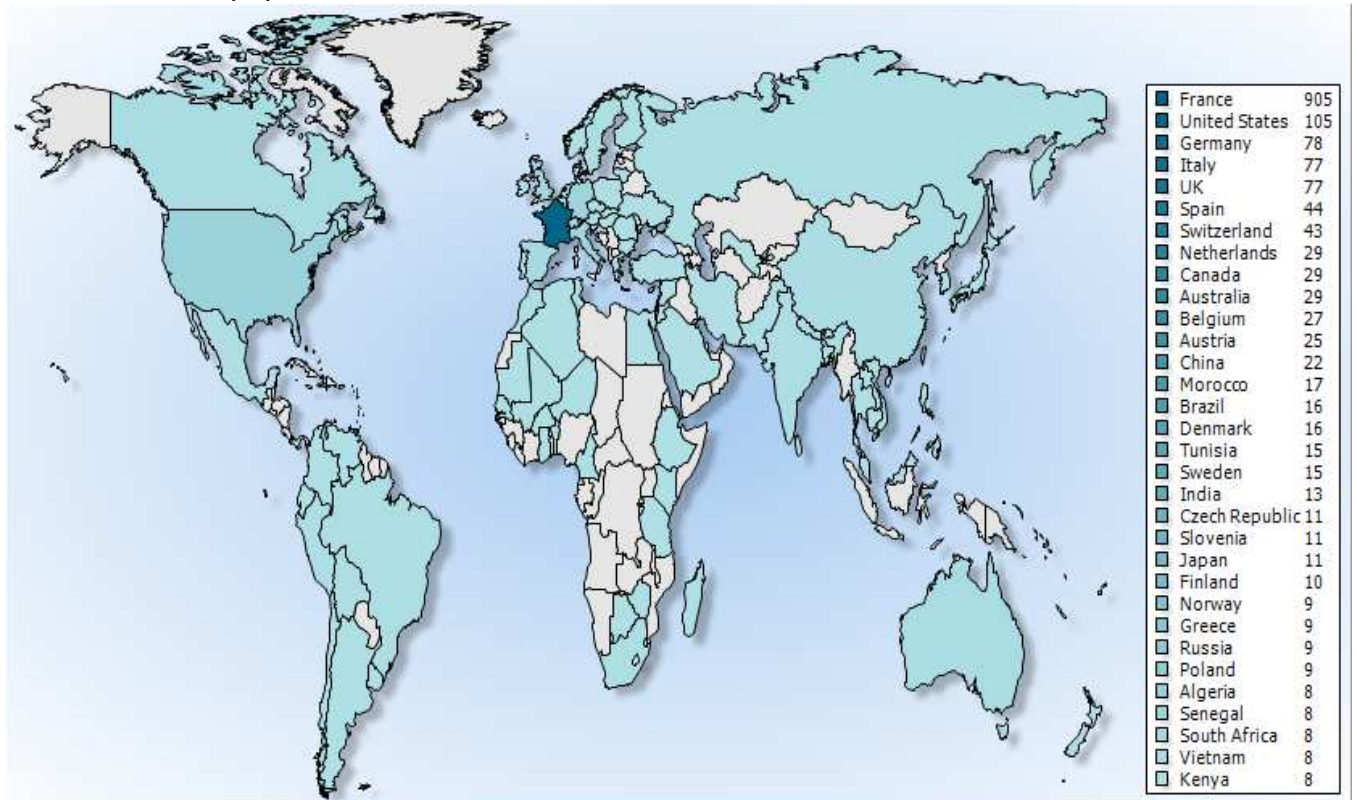 France 905
United States 105
Germany 78
Italy 77
UK 77
Spain 44
Switzerland 43
Netherlands 29
Canada 29
Australia 29
Belgium 27
Austria 25
China 22
Morocco 17
Brazil 16
Denmark 16
Tunisia 15
Sweden 15
India 13
Czech Republic 11
Slovenia 11
Japan 11
Finland 10
Norway 9
Greece 9
Russia 9
Poland 9
Algeria 8
Senegal 8
South Africa 8
Vietnam 8
Kenya 8